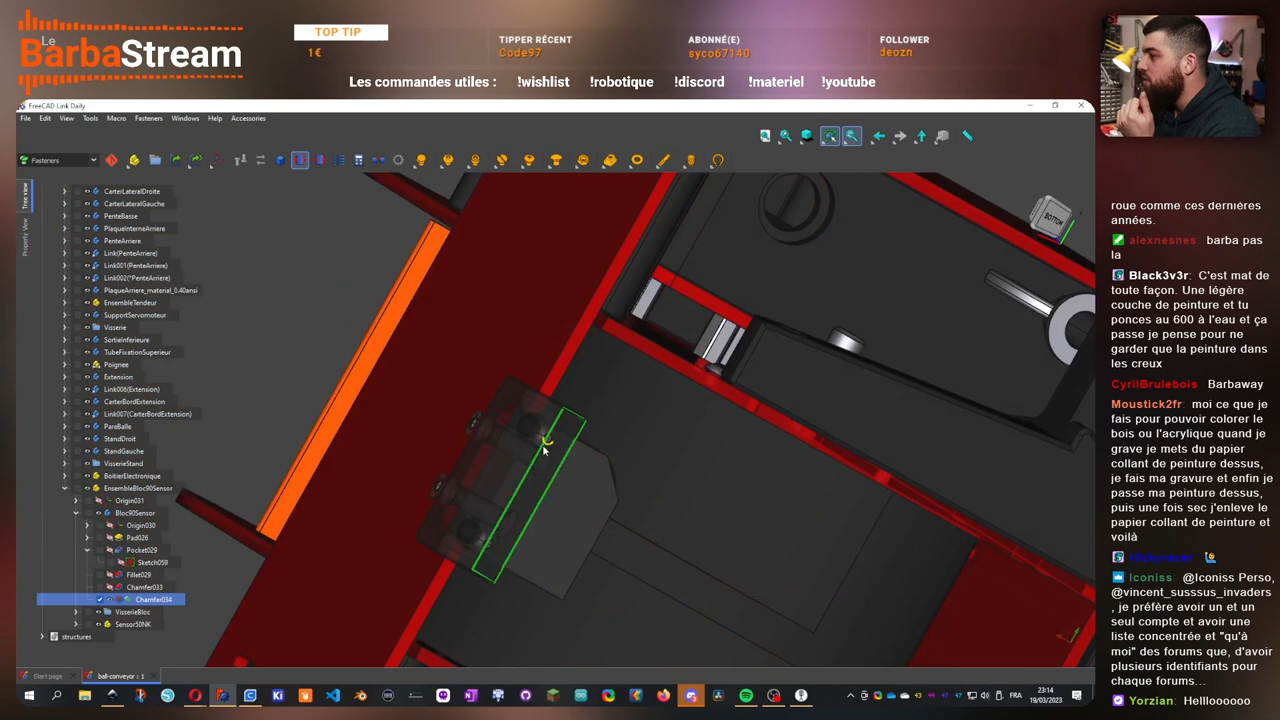 Le
BarbaStream
TOP TIP
1€
TIPPER RÉCENT
Code97
ABONNÉ(E)
syco67140
FOLLOWER
deozn
Les commandes utiles : !wishlist !robotique !discord !materiel !youtube
FreeCAD Link Daily
File Edit View Tools Macro Fasteners Windows Help Accessories
Fasteners
Tree view
Property View
CarterLateralDroite
CarterLateralGauche
PenteBasse
PlaqueInterneArriere
PenteArriere
Link(PenteArriere)
Link001(PenteArriere)
Link002(*PenteArriere)
PlaqueArriere_material_0.40ansi
EnsembleTendeur
SupportServomoteur
Visserie
SortieInferieur
TubeFixationSuperieur
Poignee
Extension
Link006(Extension)
CarterBordExtension
Link007(CarterBordExtension)
PareBalle
StandDroit
StandGauche
VisserieStand
BoitierElectronique
EnsembleBloc90Sensor
Origin031
Bloc90Sensor
Origin030
Pad026
Pocket029
Sketch059
Fillet029
Chamfer033
Chamfer034
VisserieBloc
Sensor50NK
structures
BOTTOM
Start page
ball-conveyor : 1
roue comme ces dernières
années.
alexnesnes barba pas
la
Black3v3r: C'est mat de
toute façon. Une légère
couche de peinture et tu
ponces au 600 à l'eau et ça
passe je pense pour ne
garder que la peinture dans
les creux
CyrilBrulebois Barbaway
Moustick2fr: moi ce que je
fais pour pouvoir colorer le
bois ou l'acrylique quand je
grave je mets du papier
collant de peinture dessus,
je fais ma gravure et enfin je
passe ma peinture dessus,
puis une fois sec j'enleve le
papier collant de peinture et
voilà
Iconiss @Iconiss Perso,
@vincent_susssus_invaders
, je préfère avoir un et un
seul compte et avoir une
liste concentrée et "qu'à
moi" des forums que, d'avoir
plusieurs identifiants pour
chaque forums...
Yorzian: Hellloooooo
FR
23:14
19/03/2023